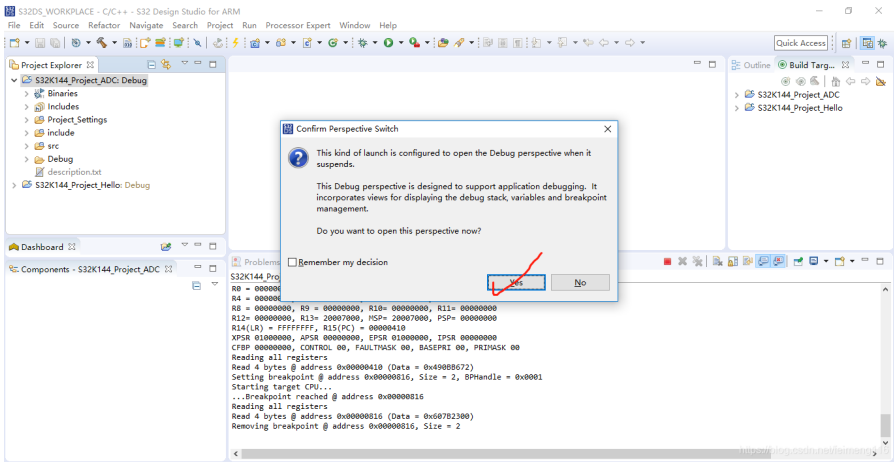 S32DS_WORKPLACE - C/C++ - S32 Design Studio for ARM
File Edit Source Refactor Navigate Search Project Run Processor Expert Window Help
Quick Access
Project Explorer
S32K144_Project_ADC: Debug
Binaries
Includes
Project_Settings
include
src
Debug
description.txt
S32K144_Project_Hello: Debug
Outline
Build Targ...
S32K144_Project_ADC
S32K144_Project_Hello
Confirm Perspective Switch
This kind of launch is configured to open the Debug perspective when it
suspends.
This Debug perspective is designed to support application debugging. It
incorporates views for displaying the debug stack, variables and breakpoint
management.
Do you want to open this perspective now?
Remember my decision
Yes
No
Dashboard
Components - S32K144_Project_ADC
Problems
S32K144_Pro
R0 = 00000
R4 = 00000
R8 = 00000000, R9 = 00000000, R10= 00000000, R11= 00000000
R12= 00000000, R13= 20007000, MSP= 20007000, PSP= 00000000
R14(LR) = FFFFFFFF, R15(PC) = 00000410
XPSR 01000000, APSR 00000000, EPSR 01000000, IPSR 00000000
CFBP 00000000, CONTROL 00, FAULTMASK 00, BASEPRI 00, PRIMASK 00
Reading all registers
Read 4 bytes @ address 0x00000410 (Data = 0x490BB672)
Setting breakpoint @ address 0x00000816, Size = 2, BPHandle = 0x0001
Starting target CPU...
...Breakpoint reached @ address 0x00000816
Reading all registers
Read 4 bytes @ address 0x00000816 (Data = 0x607B2300)
Removing breakpoint @ address 0x00000816, Size = 2